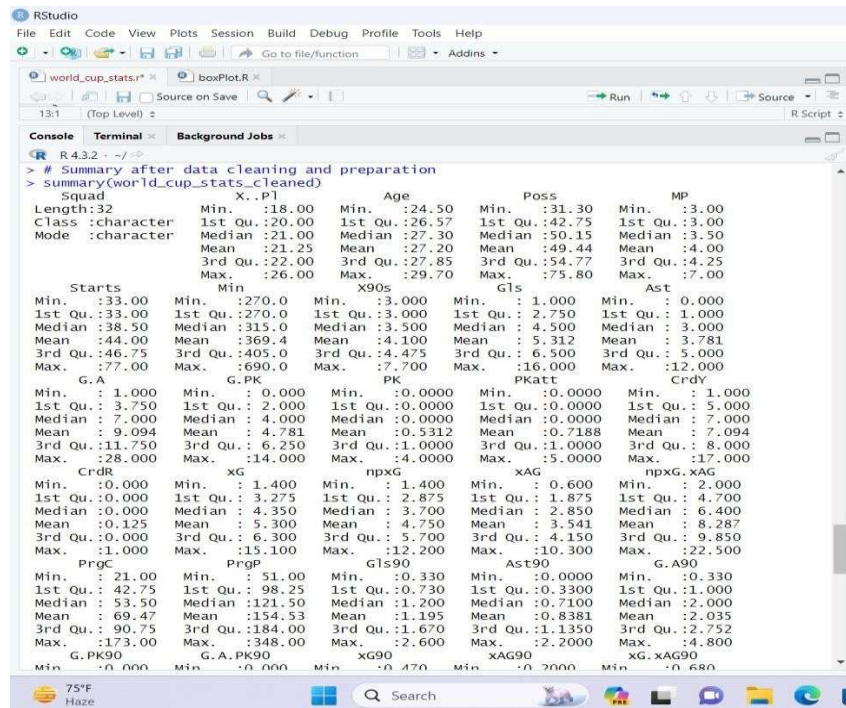 RStudio
File Edit Code View Plots Session Build Debug Profile Tools Help
Go to file/function Addins
world_cup_stats.r* boxPlot.R
Source on Save Run Source
13:1 (Top Level) R Script
Console Terminal Background Jobs
R 4.3.2 · ~/
> # Summary after data cleaning and preparation
> summary(world_cup_stats_cleaned)
Squad X..Pl Age Poss MP
Length:32 Min. :18.00 Min. :24.50 Min. :31.30 Min. :3.00
Class :character 1st Qu.:20.00 1st Qu.:26.57 1st Qu.:42.75 1st Qu.:3.00
Mode :character Median :21.00 Median :27.30 Median :50.15 Median :3.50
Mean :21.25 Mean :27.20 Mean :49.44 Mean :4.00
3rd Qu.:22.00 3rd Qu.:27.85 3rd Qu.:54.77 3rd Qu.:4.25
Max. :26.00 Max. :29.70 Max. :75.80 Max. :7.00
Starts Min X90s Gls Ast
Min. :33.00 Min. :270.0 Min. :3.000 Min. : 1.000 Min. : 0.000
1st Qu.:33.00 1st Qu.:270.0 1st Qu.:3.000 1st Qu.: 2.750 1st Qu.: 1.000
Median :38.50 Median :315.0 Median :3.500 Median : 4.500 Median : 3.000
Mean :44.00 Mean :369.4 Mean :4.100 Mean : 5.312 Mean : 3.781
3rd Qu.:46.75 3rd Qu.:405.0 3rd Qu.:4.475 3rd Qu.: 6.500 3rd Qu.: 5.000
Max. :77.00 Max. :690.0 Max. :7.700 Max. :16.000 Max. :12.000
G.A G.PK PK PKatt CrdY
Min. : 1.000 Min. : 0.000 Min. :0.0000 Min. :0.0000 Min. : 1.000
1st Qu.: 3.750 1st Qu.: 2.000 1st Qu.:0.0000 1st Qu.:0.0000 1st Qu.: 5.000
Median : 7.000 Median : 4.000 Median :0.0000 Median :0.0000 Median : 7.000
Mean : 9.094 Mean : 4.781 Mean :0.5312 Mean :0.7188 Mean : 7.094
3rd Qu.:11.750 3rd Qu.: 6.250 3rd Qu.:1.0000 3rd Qu.:1.0000 3rd Qu.: 8.000
Max. :28.000 Max. :14.000 Max. :4.0000 Max. :5.0000 Max. :17.000
CrdR xG npxG xAG npxG.xAG
Min. :0.000 Min. : 1.400 Min. : 1.400 Min. : 0.600 Min. : 2.000
1st Qu.:0.000 1st Qu.: 3.275 1st Qu.: 2.875 1st Qu.: 1.875 1st Qu.: 4.700
Median :0.000 Median : 4.350 Median : 3.700 Median : 2.850 Median : 6.400
Mean :0.125 Mean : 5.300 Mean : 4.750 Mean : 3.541 Mean : 8.287
3rd Qu.:0.000 3rd Qu.: 6.300 3rd Qu.: 5.700 3rd Qu.: 4.150 3rd Qu.: 9.850
Max. :1.000 Max. :15.100 Max. :12.200 Max. :10.300 Max. :22.500
PrgC PrgP Gls90 Ast90 G.A90
Min. : 21.00 Min. : 51.00 Min. :0.330 Min. :0.0000 Min. :0.330
1st Qu.: 42.75 1st Qu.: 98.25 1st Qu.:0.730 1st Qu.:0.3300 1st Qu.:1.000
Median : 53.50 Median :121.50 Median :1.200 Median :0.7100 Median :2.000
Mean : 69.47 Mean :154.53 Mean :1.195 Mean :0.8381 Mean :2.035
3rd Qu.: 90.75 3rd Qu.:184.00 3rd Qu.:1.670 3rd Qu.:1.1350 3rd Qu.:2.752
Max. :173.00 Max. :348.00 Max. :2.600 Max. :2.2000 Max. :4.800
G.PK90 G.A.PK90 xG90 xAG90 xG.xAG90
Min. :0.000 Min. :0.000 Min. :0.470 Min. :0.2000 Min. :0.680
75°F
Haze
Search
PRE